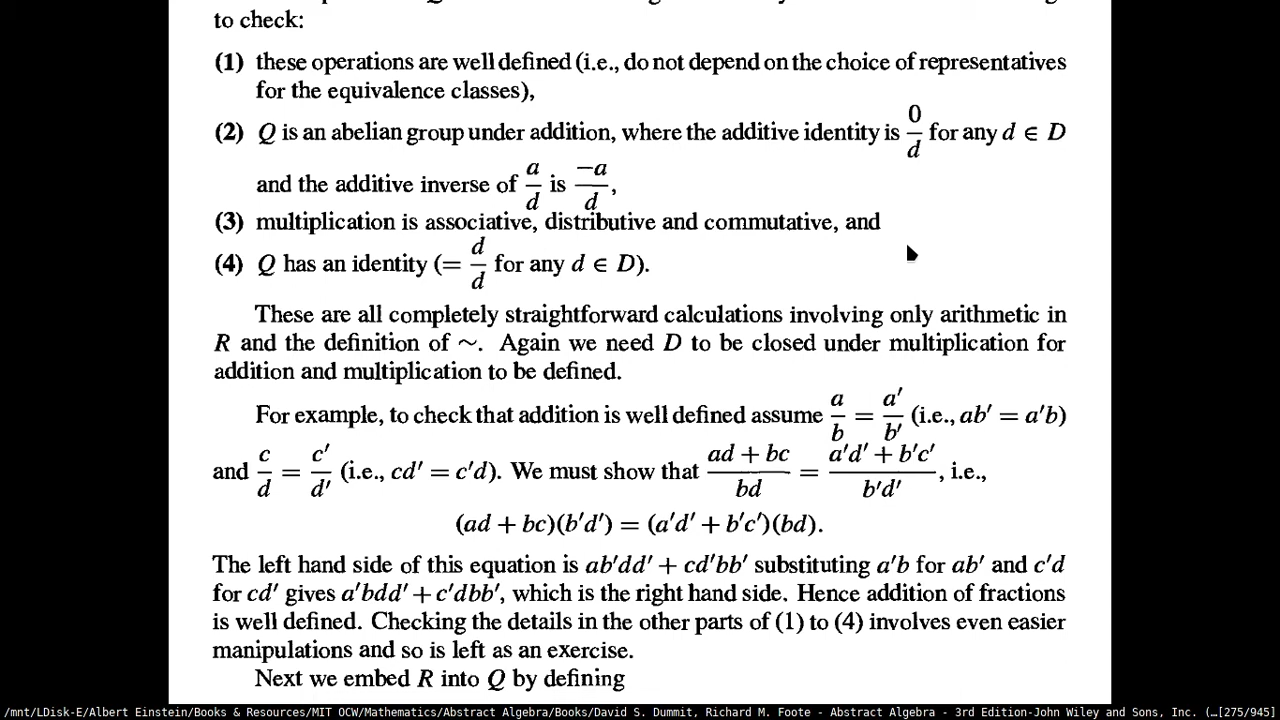 to check:
(1) these operations are well defined (i.e., do not depend on the choice of representatives
for the equivalence classes),
(2) Q is an abelian group under addition, where the additive identity is 0/d for any d ∈ D
and the additive inverse of a/d is −a/d,
(3) multiplication is associative, distributive and commutative, and
(4) Q has an identity (= d/d for any d ∈ D).
These are all completely straightforward calculations involving only arithmetic in
R and the definition of ∼. Again we need D to be closed under multiplication for
addition and multiplication to be defined.
For example, to check that addition is well defined assume a/b = a′/b′ (i.e., ab′ = a′b)
and c/d = c′/d′ (i.e., cd′ = c′d). We must show that (ad + bc)/bd = (a′d′ + b′c′)/b′d′, i.e.,
(ad + bc)(b′d′) = (a′d′ + b′c′)(bd).
The left hand side of this equation is ab′dd′ + cd′bb′ substituting a′b for ab′ and c′d
for cd′ gives a′bdd′ + c′dbb′, which is the right hand side. Hence addition of fractions
is well defined. Checking the details in the other parts of (1) to (4) involves even easier
manipulations and so is left as an exercise.
Next we embed R into Q by defining
/mnt/LDisk-E/Albert Einstein/Books & Resources/MIT OCW/Mathematics/Abstract Algebra/Books/David S. Dummit, Richard M. Foote - Abstract Algebra - 3rd Edition-John Wiley and Sons, Inc. (…[275/945]